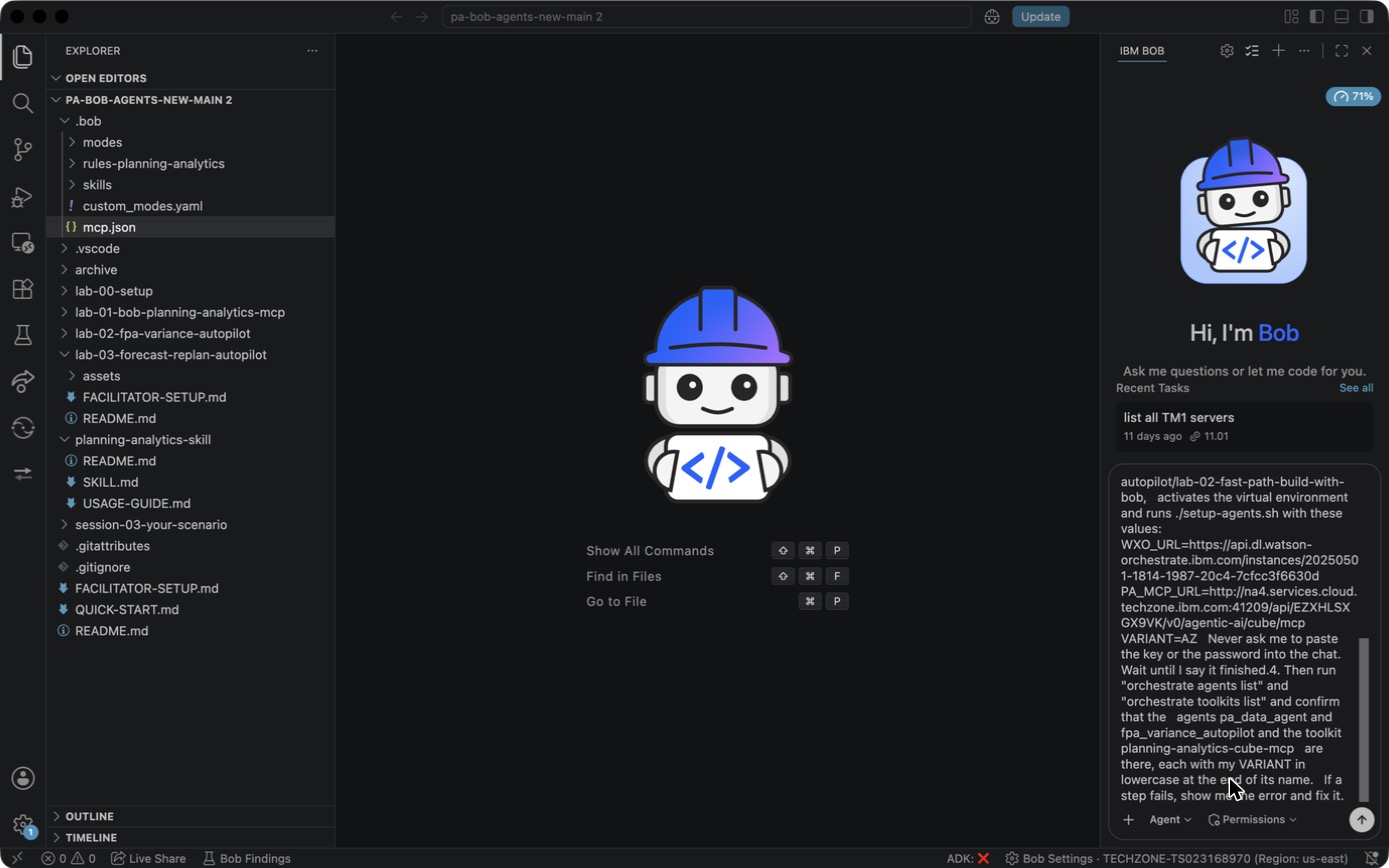 pa-bob-agents-new-main 2
Update
EXPLORER
OPEN EDITORS
PA-BOB-AGENTS-NEW-MAIN 2
.bob
modes
rules-planning-analytics
skills
! custom_modes.yaml
{} mcp.json
.vscode
archive
lab-00-setup
lab-01-bob-planning-analytics-mcp
lab-02-fpa-variance-autopilot
lab-03-forecast-replan-autopilot
assets
FACILITATOR-SETUP.md
README.md
planning-analytics-skill
README.md
SKILL.md
USAGE-GUIDE.md
session-03-your-scenario
.gitattributes
.gitignore
FACILITATOR-SETUP.md
QUICK-START.md
README.md
OUTLINE
TIMELINE
1
</>
Show All Commands ⇧ ⌘ P
Find in Files ⇧ ⌘ F
Go to File ⌘ P
IBM BOB
71%
</>
Hi, I'm Bob
Ask me questions or let me code for you.
Recent Tasks See all
list all TM1 servers
11 days ago 11.01
autopilot/lab-02-fast-path-build-with-
bob, activates the virtual environment
and runs ./setup-agents.sh with these
values:
WXO_URL=https://api.dl.watson-
orchestrate.ibm.com/instances/2025050
1-1814-1987-20c4-7cfcc3f6630d
PA_MCP_URL=http://na4.services.cloud.
techzone.ibm.com:41209/api/EZXHLSX
GX9VK/v0/agentic-ai/cube/mcp
VARIANT=AZ Never ask me to paste
the key or the password into the chat.
Wait until I say it finished.4. Then run
"orchestrate agents list" and
"orchestrate toolkits list" and confirm
that the agents pa_data_agent and
fpa_variance_autopilot and the toolkit
planning-analytics-cube-mcp are
there, each with my VARIANT in
lowercase at the end of its name. If a
step fails, show me the error and fix it.
Agent Permissions
0 0 Live Share Bob Findings
ADK: Bob Settings - TECHZONE-TS023168970 (Region: us-east)